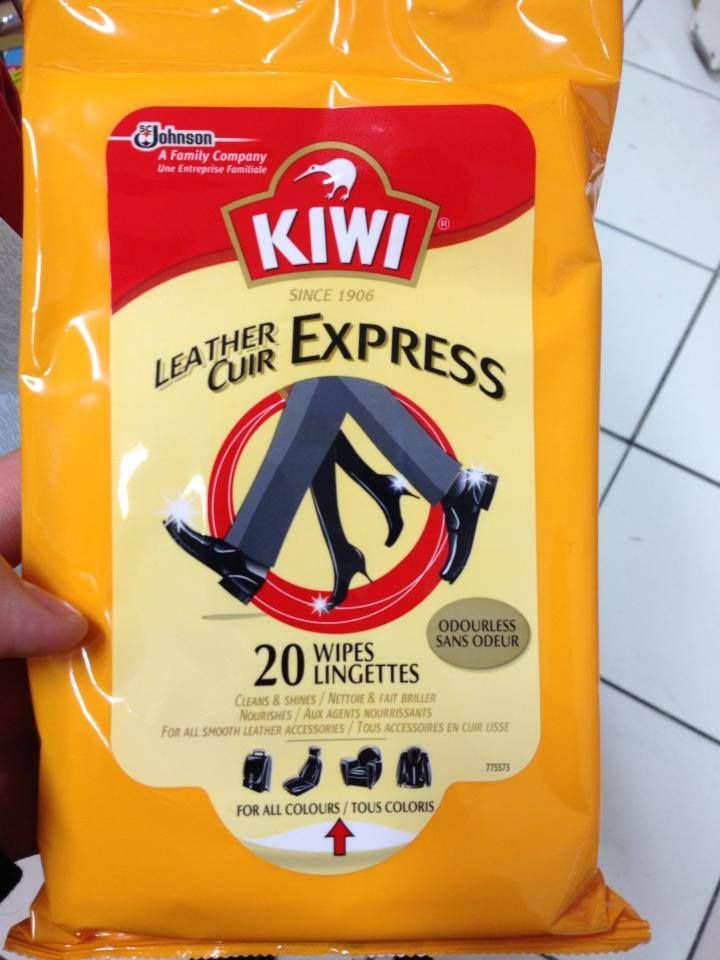 SC Johnson
A Family Company
Une Entreprise Familiale
KIWI ®
SINCE 1906
LEATHER
CUIR
EXPRESS
ODOURLESS
SANS ODEUR
20 WIPES
LINGETTES
CLEANS & SHINES / NETTOIE & FAIT BRILLER
NOURISHES / AUX AGENTS NOURRISSANTS
FOR ALL SMOOTH LEATHER ACCESSORIES / TOUS ACCESSOIRES EN CUIR LISSE
775573
FOR ALL COLOURS / TOUS COLORIS